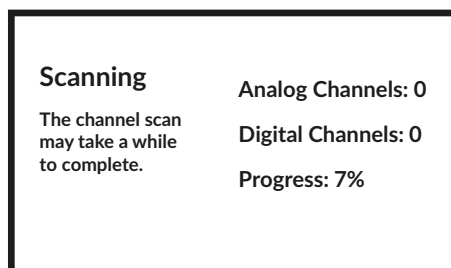 Scanning
The channel scan
may take a while
to complete.
Analog Channels: 0
Digital Channels: 0
Progress: 7%